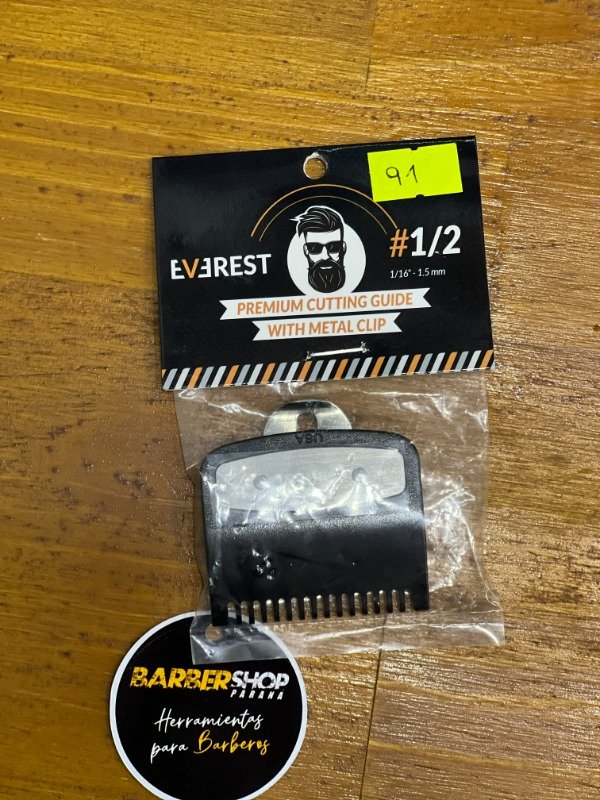 91
EVEREST
#1/2
1/16" - 1.5 mm
PREMIUM CUTTING GUIDE
WITH METAL CLIP
USA
BARBERSHOP
PARANA
Herramientas
para Barberos